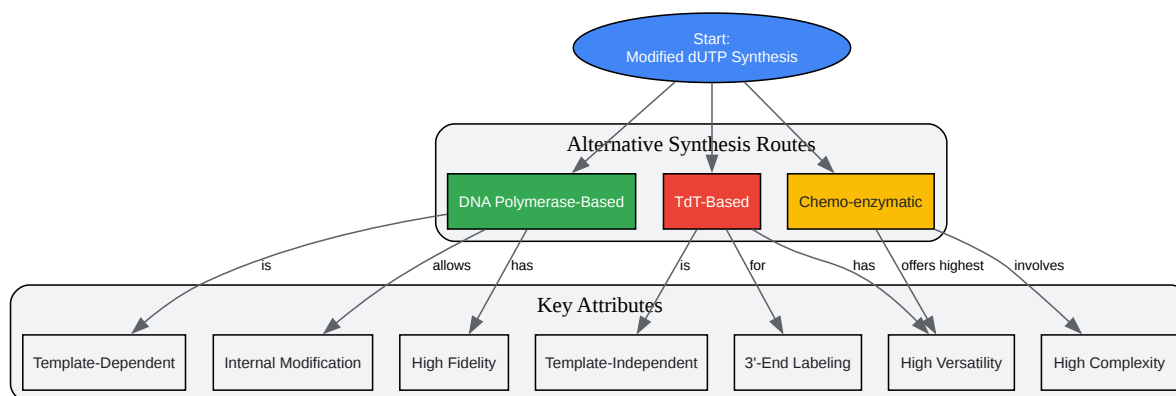 Start:
Modified dUTP Synthesis
Alternative Synthesis Routes
DNA Polymerase-Based
TdT-Based
Chemo-enzymatic
is
allows
has
is
for
has
offers highest
involves
Key Attributes
Template-Dependent
Internal Modification
High Fidelity
Template-Independent
3'-End Labeling
High Versatility
High Complexity